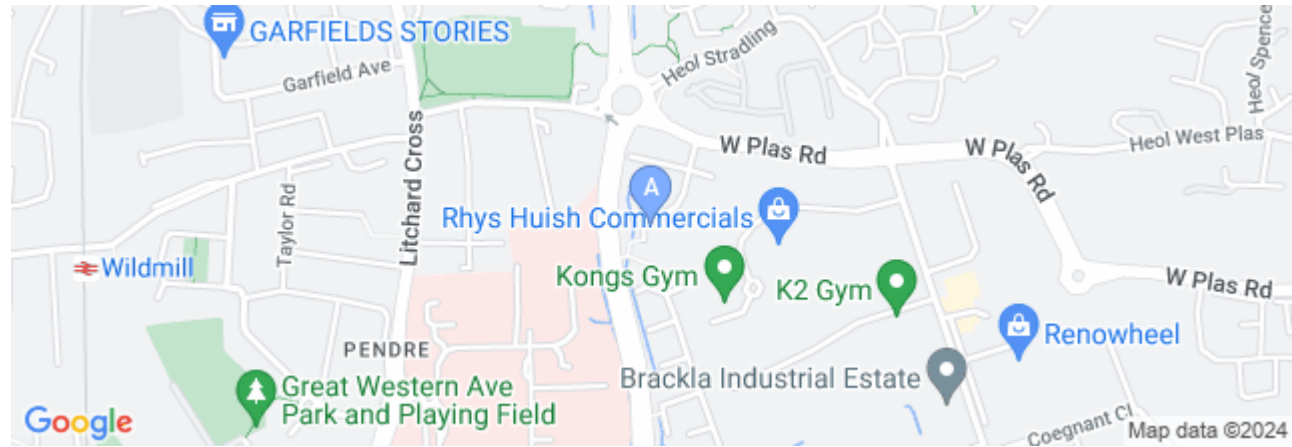 GARFIELDS STORIES
Garfield Ave
Heol Stradling
Heol Spence
Litchard Cross
W Plas Rd
W Plas Rd
Heol West Plas
A
Taylor Rd
Rhys Huish Commercials
Wildmill
Kongs Gym
K2 Gym
W Plas Rd
Renowheel
PENDRE
Brackla Industrial Estate
Great Western Ave
Park and Playing Field
Coegnant Cl
Google
Map data ©2024